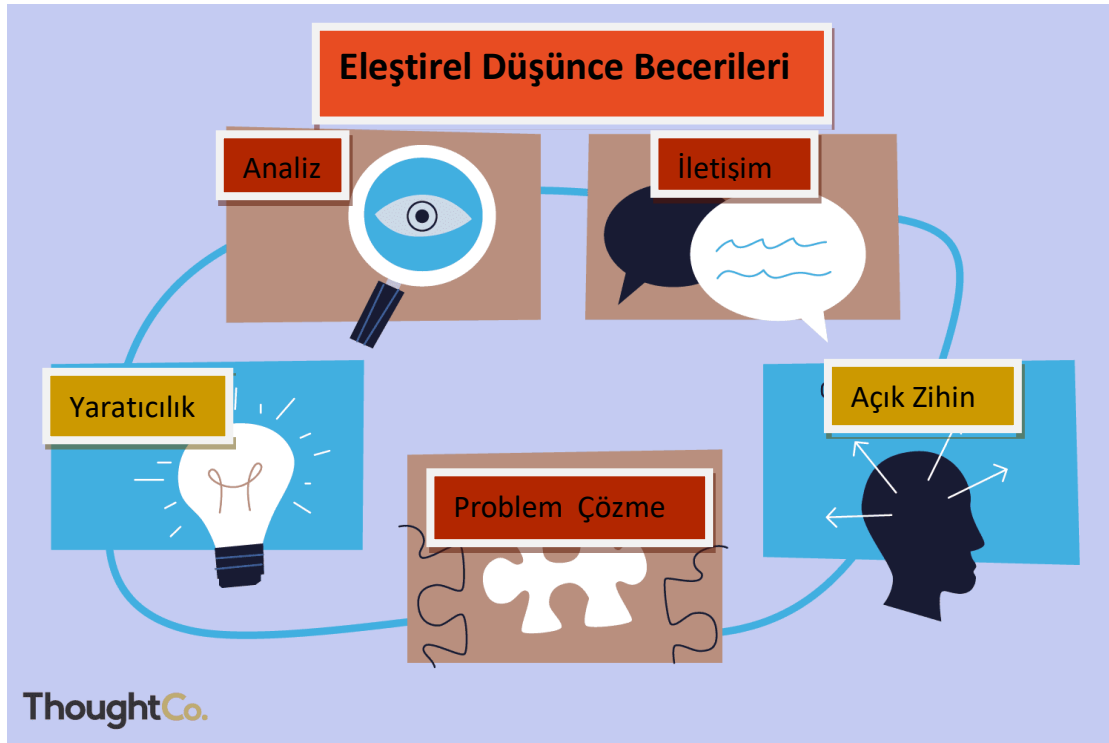 Eleştirel Düşünce Becerileri
Analiz
İletişim
Yaratıcılık
Açık Zihin
Problem Çözme
ThoughtCo.